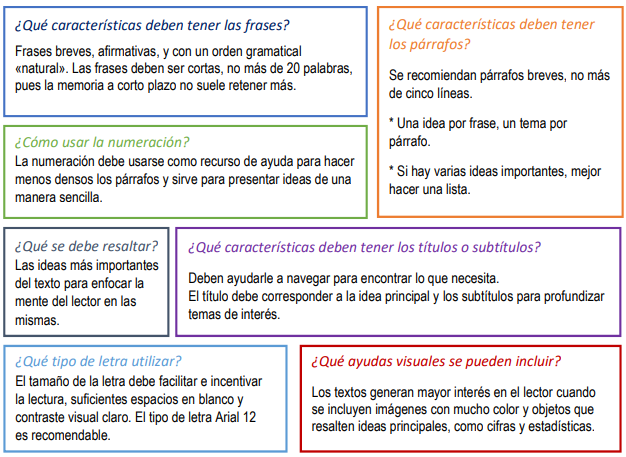 ¿Qué características deben tener las frases?
Frases breves, afirmativas, y con un orden gramatical
«natural». Las frases deben ser cortas, no más de 20 palabras,
pues la memoria a corto plazo no suele retener más.
¿Qué características deben tener
los párrafos?
Se recomiendan párrafos breves, no más
de cinco líneas.
* Una idea por frase, un tema por
párrafo.
* Si hay varias ideas importantes, mejor
hacer una lista.
¿Cómo usar la numeración?
La numeración debe usarse como recurso de ayuda para hacer
menos densos los párrafos y sirve para presentar ideas de una
manera sencilla.
¿Qué se debe resaltar?
Las ideas más importantes
del texto para enfocar la
mente del lector en las
mismas.
¿Qué características deben tener los títulos o subtítulos?
Deben ayudarle a navegar para encontrar lo que necesita.
El título debe corresponder a la idea principal y los subtítulos para profundizar
temas de interés.
¿Qué tipo de letra utilizar?
El tamaño de la letra debe facilitar e incentivar
la lectura, suficientes espacios en blanco y
contraste visual claro. El tipo de letra Arial 12
es recomendable.
¿Qué ayudas visuales se pueden incluir?
Los textos generan mayor interés en el lector cuando
se incluyen imágenes con mucho color y objetos que
resalten ideas principales, como cifras y estadísticas.